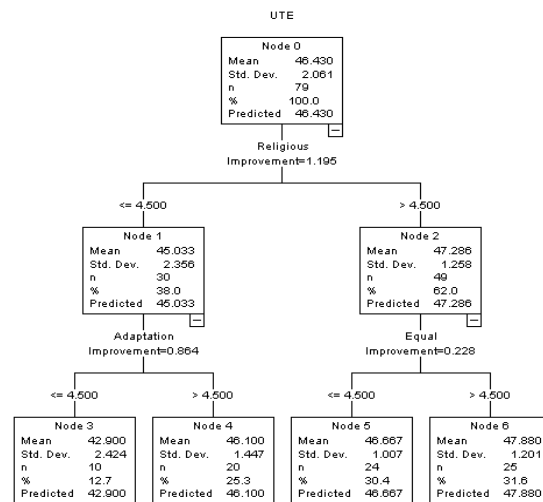 UTE
Node 0
Mean 46.430
Std. Dev. 2.061
n 79
% 100.0
Predicted 46.430
Religious
Improvement=1.195
<= 4.500
> 4.500
Node 1
Mean 45.033
Std. Dev. 2.356
n 30
% 38.0
Predicted 45.033
Node 2
Mean 47.286
Std. Dev. 1.258
n 49
% 62.0
Predicted 47.286
Adaptation
Improvement=0.864
Equal
Improvement=0.228
<= 4.500
> 4.500
<= 4.500
> 4.500
Node 3
Mean 42.900
Std. Dev. 2.424
n 10
% 12.7
Predicted 42.900
Node 4
Mean 46.100
Std. Dev. 1.447
n 20
% 25.3
Predicted 46.100
Node 5
Mean 46.667
Std. Dev. 1.007
n 24
% 30.4
Predicted 46.667
Node 6
Mean 47.880
Std. Dev. 1.201
n 25
% 31.6
Predicted 47.880